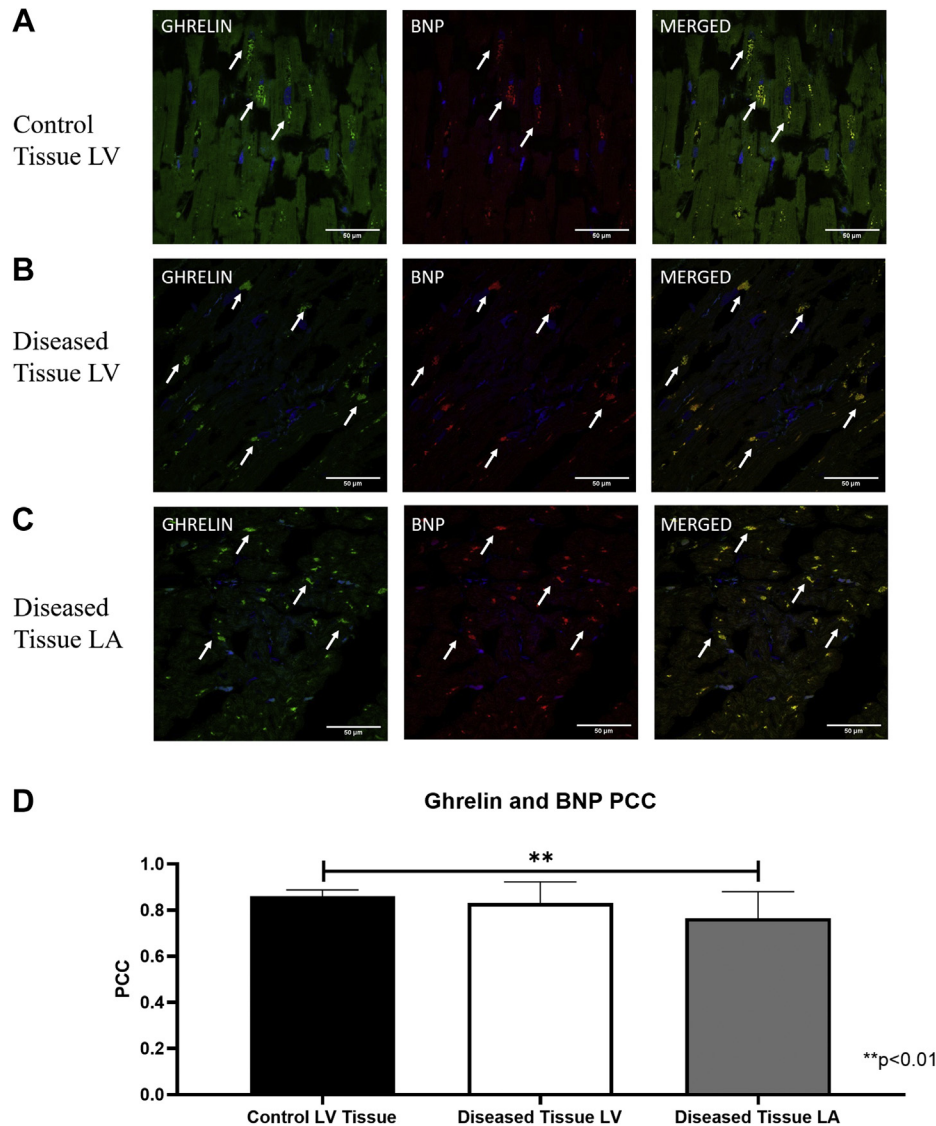 A
GHRELIN
BNP
MERGED
Control
Tissue LV
50 µm
50 µm
50 µm
B
GHRELIN
BNP
MERGED
Diseased
Tissue LV
50 µm
50 µm
50 µm
C
GHRELIN
BNP
MERGED
Diseased
Tissue LA
50 µm
50 µm
50 µm
D
Ghrelin and BNP PCC
**
1.0
0.8
0.6
0.4
0.2
0.0
PCC
**p<0.01
Control LV Tissue
Diseased Tissue LV
Diseased Tissue LA